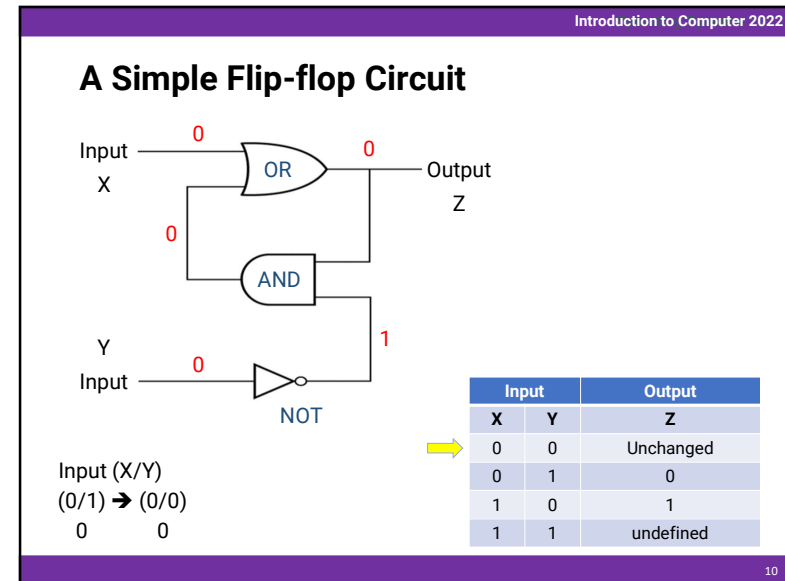 Introduction to Computer 2022
A Simple Flip-flop Circuit
0
Input
X
OR
0
Output
Z
0
AND
1
Y
Input
0
NOT
Input (X/Y)
(0/1) ➔ (0/0)
0 0
Input Output
X Y Z
0 0 Unchanged
0 1 0
1 0 1
1 1 undefined
10